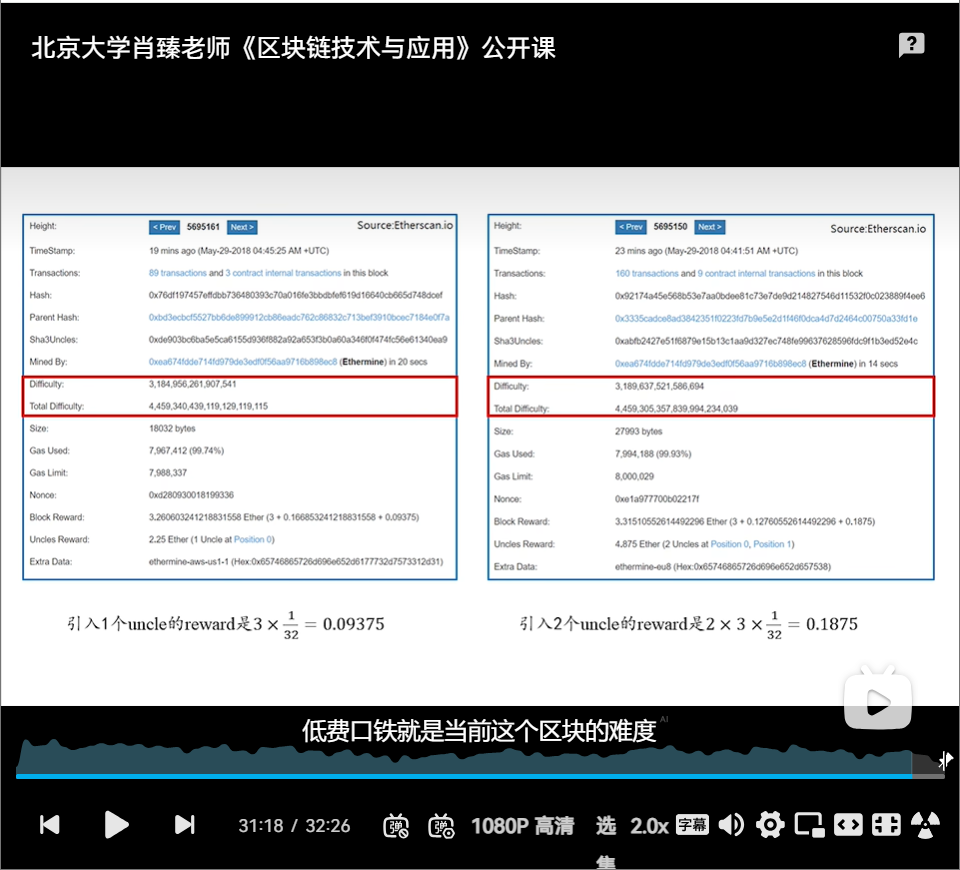 北京大学肖臻老师《区块链技术与应用》公开课
Height: < Prev 5695161 Next > Source:Etherscan.io
TimeStamp: 19 mins ago (May-29-2018 04:45:25 AM +UTC)
Transactions: 89 transactions and 3 contract internal transactions in this block
Hash: 0x76df197457effdbb736480393c70a016fe3bbdbfef619d16640cb665d748dcef
Parent Hash: 0xbd3ecbcf5527bb6de899912cb86eadc762c86832c713bef3910bcec7184e0f7a
Sha3Uncles: 0xde903bc6ba5e5ca6155d936f882a92a653f3b0a60a346f0f474fc56e61340ea9
Mined By: 0xea674fdde714fd979de3edf0f56aa9716b898ec8 (Ethermine) in 20 secs
Difficulty: 3,184,956,261,907,541
Total Difficulty: 4,459,340,439,119,129,119,115
Size: 18032 bytes
Gas Used: 7,967,412 (99.74%)
Gas Limit: 7,988,337
Nonce: 0xd280930018199336
Block Reward: 3.260603241218831558 Ether (3 + 0.166853241218831558 + 0.09375)
Uncles Reward: 2.25 Ether (1 Uncle at Position 0)
Extra Data: ethermine-aws-us1-1 (Hex:0x65746865726d696e652d6177732d7573312d31)
引入1个uncle的reward是3 × 1/32 = 0.09375
Height: < Prev 5695150 Next > Source:Etherscan.io
TimeStamp: 23 mins ago (May-29-2018 04:41:51 AM +UTC)
Transactions: 160 transactions and 9 contract internal transactions in this block
Hash: 0x92174a45e568b53e7aa0bdee81c73e7de9d214827546d11532f0c023889f4ee6
Parent Hash: 0x3335cadce8ad3842351f0223fd7b9e5e2d1f46f0dca4d7d2464c00750a33fd1e
Sha3Uncles: 0xabfb2427e51f6879e15b13c1aa9d327ec748fe99637628596fdc9f1b3ed52e4c
Mined By: 0xea674fdde714fd979de3edf0f56aa9716b898ec8 (Ethermine) in 14 secs
Difficulty: 3,189,637,521,586,694
Total Difficulty: 4,459,305,357,839,994,234,039
Size: 27993 bytes
Gas Used: 7,994,188 (99.93%)
Gas Limit: 8,000,029
Nonce: 0xe1a977700b02217f
Block Reward: 3.31510552614492296 Ether (3 + 0.12760552614492296 + 0.1875)
Uncles Reward: 4.875 Ether (2 Uncles at Position 0, Position 1)
Extra Data: ethermine-eu8 (Hex:0x65746865726d696e652d657538)
引入2个uncle的reward是2 × 3 × 1/32 = 0.1875
低费口铁就是当前这个区块的难度 AI
31:18 / 32:26 弹 弹 1080P 高清 选集 2.0x 字幕